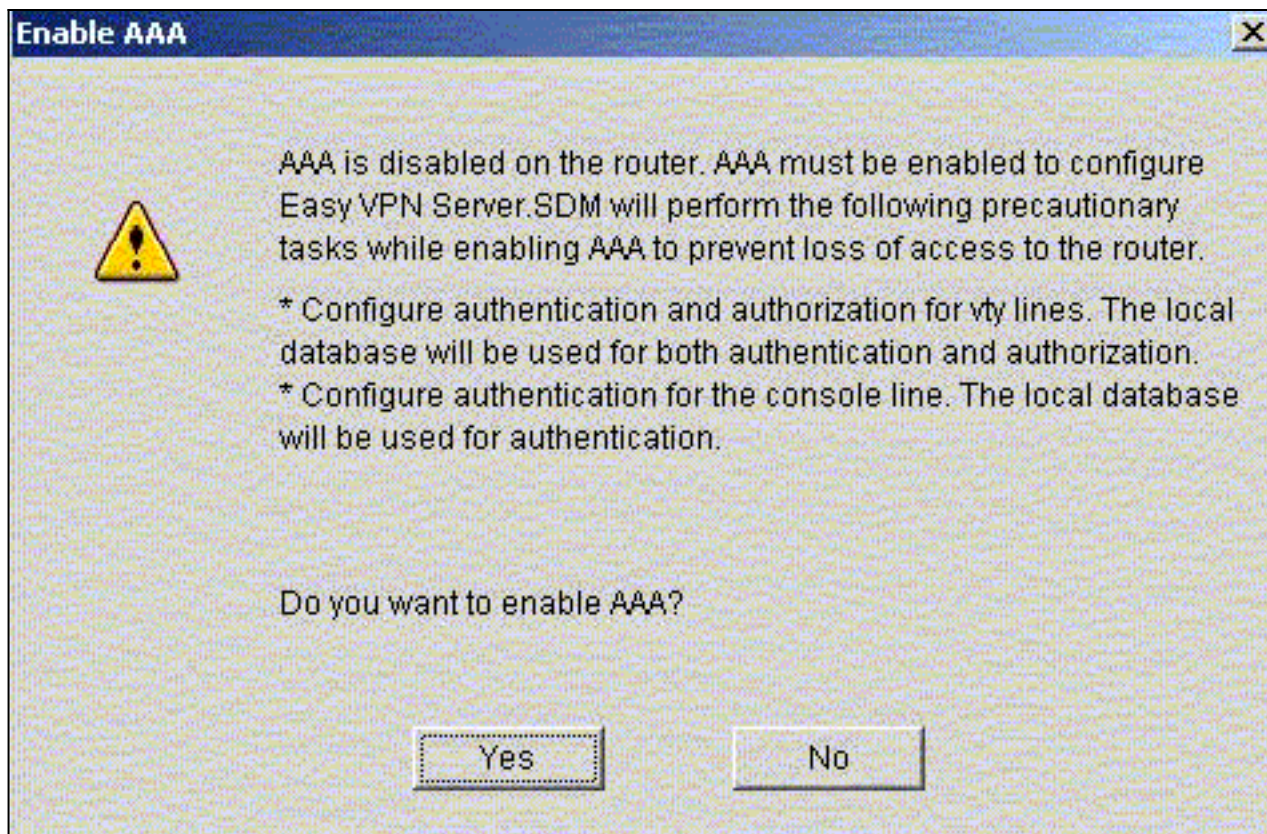 Enable AAA
AAA is disabled on the router. AAA must be enabled to configure
Easy VPN Server.SDM will perform the following precautionary
tasks while enabling AAA to prevent loss of access to the router.
* Configure authentication and authorization for vty lines. The local
database will be used for both authentication and authorization.
* Configure authentication for the console line. The local database
will be used for authentication.
Do you want to enable AAA?
Yes
No